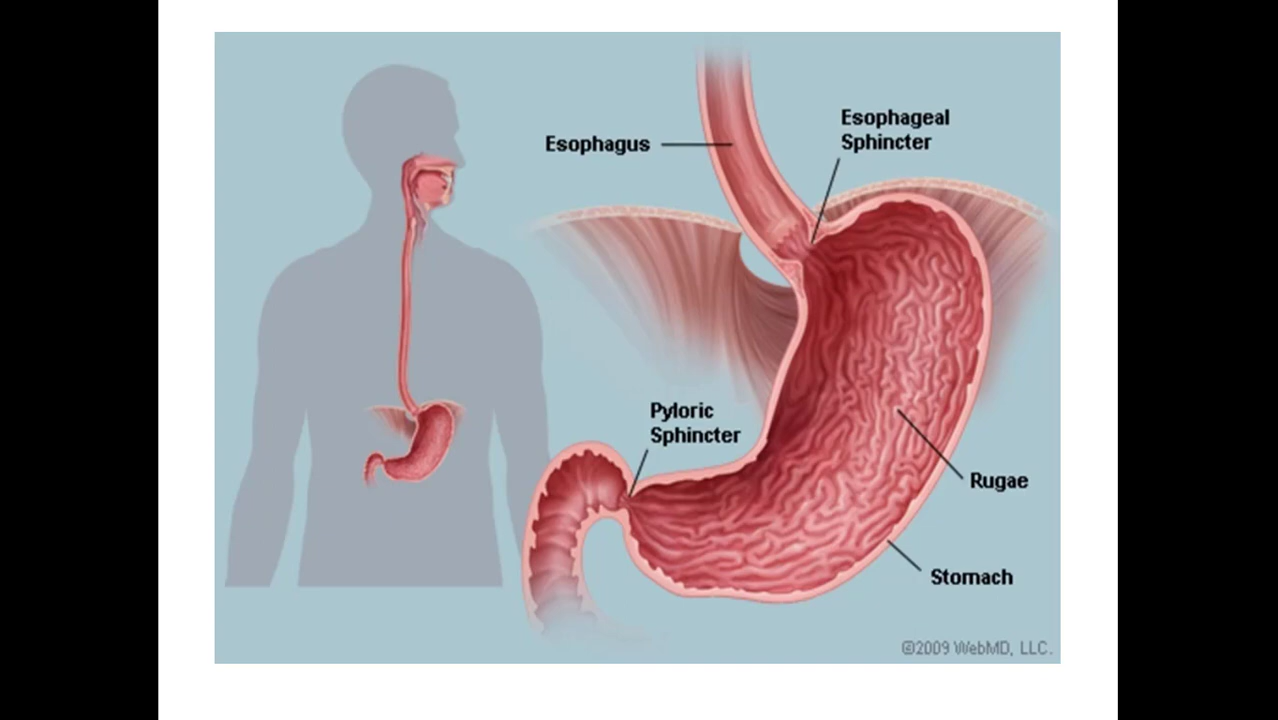 Esophagus
Esophageal
Sphincter
Pyloric
Sphincter
Rugae
Stomach
©2009 WebMD, LLC.